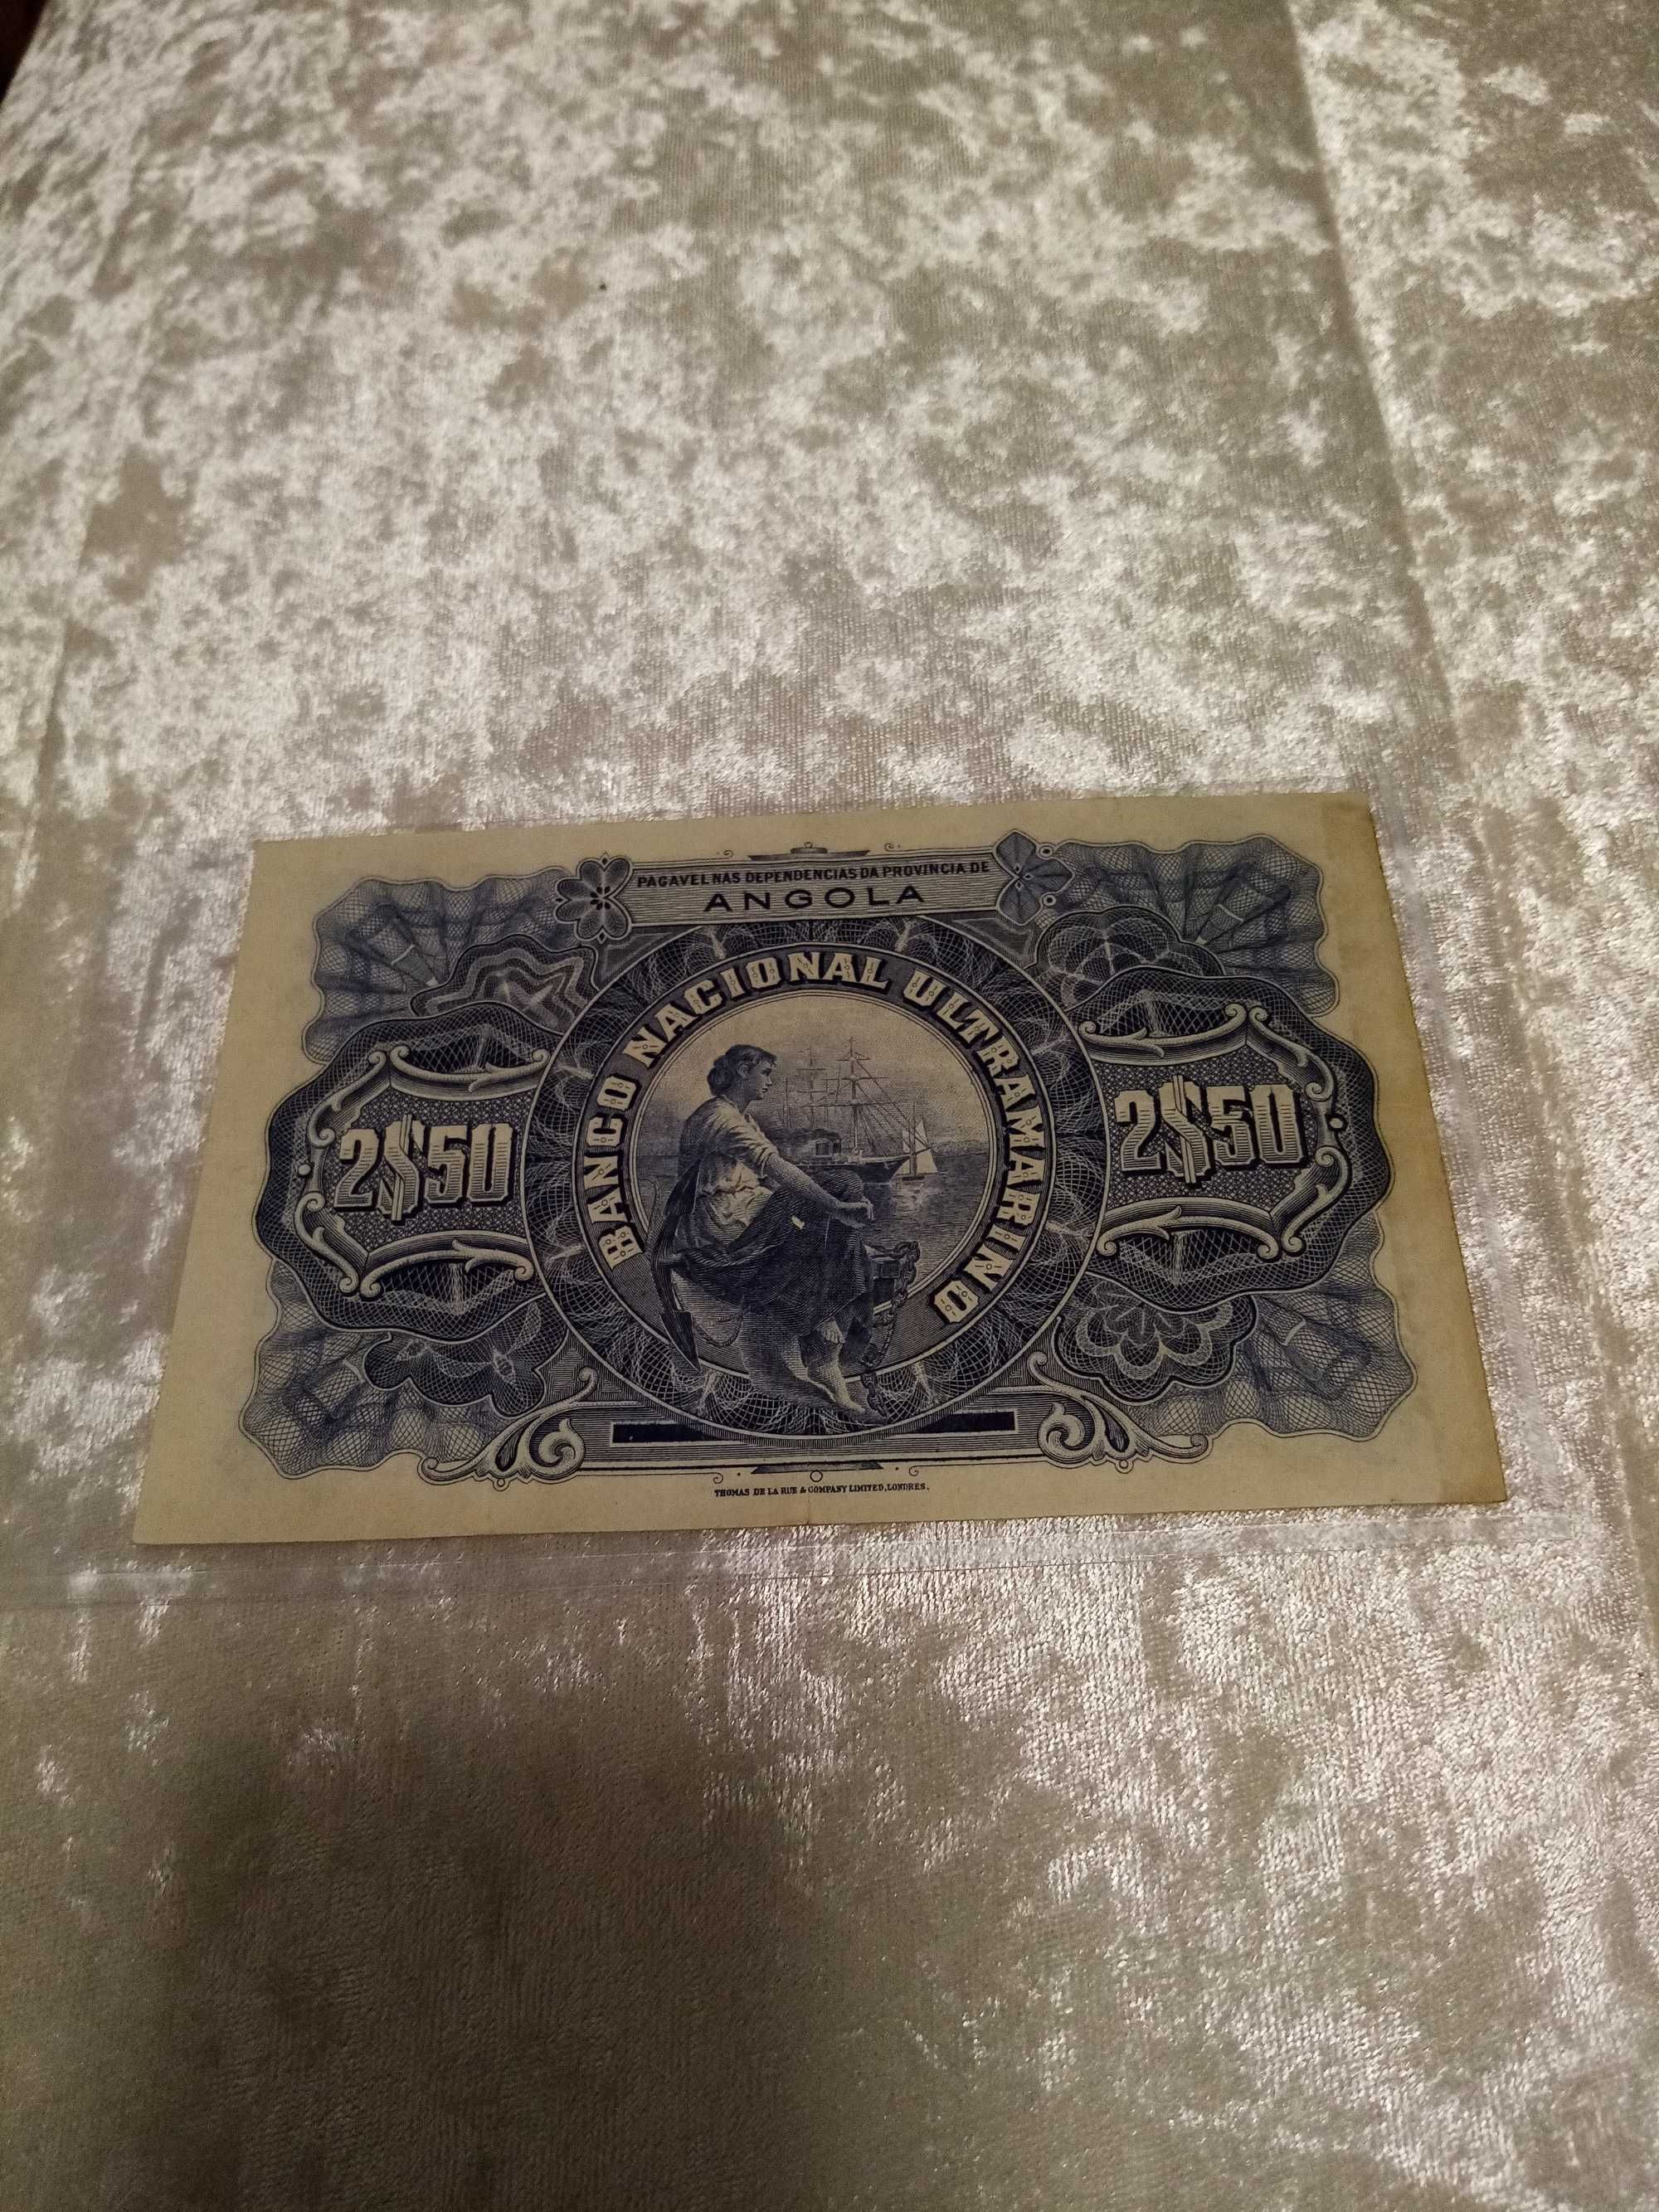 PAGAVEL NAS DEPENDENCIAS DA PROVINCIA DE
ANGOLA
BANCO NACIONAL ULTRAMARINO
2$50
2$50
THOMAS DE LA RUE & COMPANY LIMITED, LONDRES.